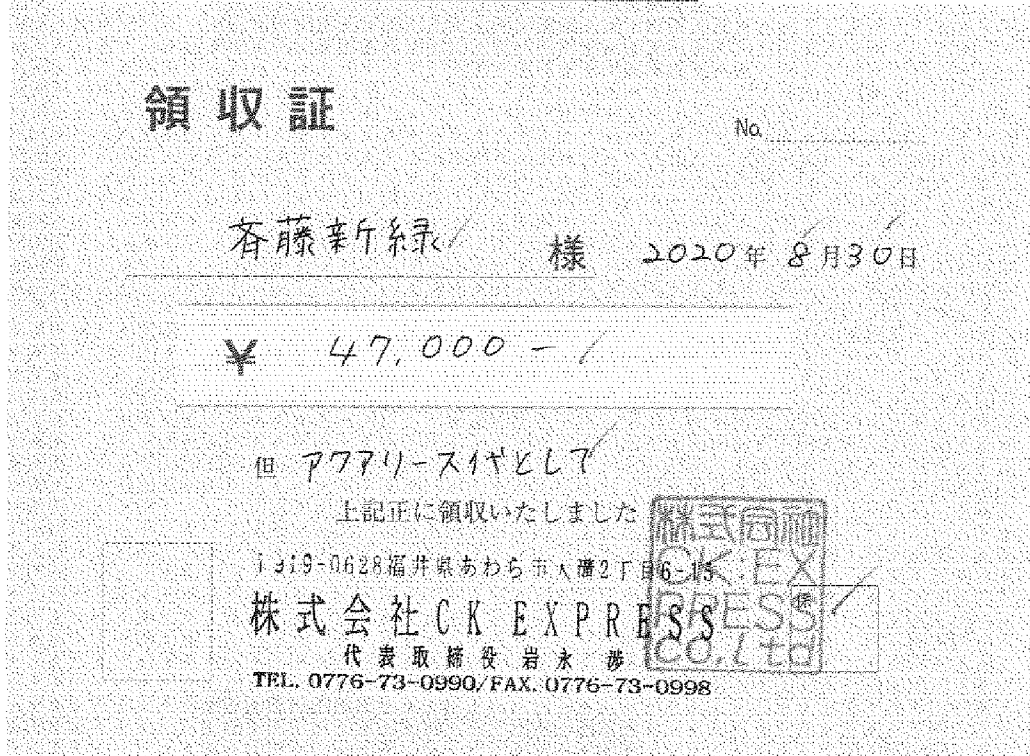 領収証
No.
斉藤新緑 様 2020年 8月30日
¥ 47,000-
但 アクアリース代として
上記正に領収いたしました
〒919-0628福井県あわら市大溝2丁目6-15
株式会社CK EXPRESS
代表取締役 岩永 渉
TEL. 0776-73-0990/FAX. 0776-73-0998
株式会社
CK EX
PRESS
CO.,Ltd